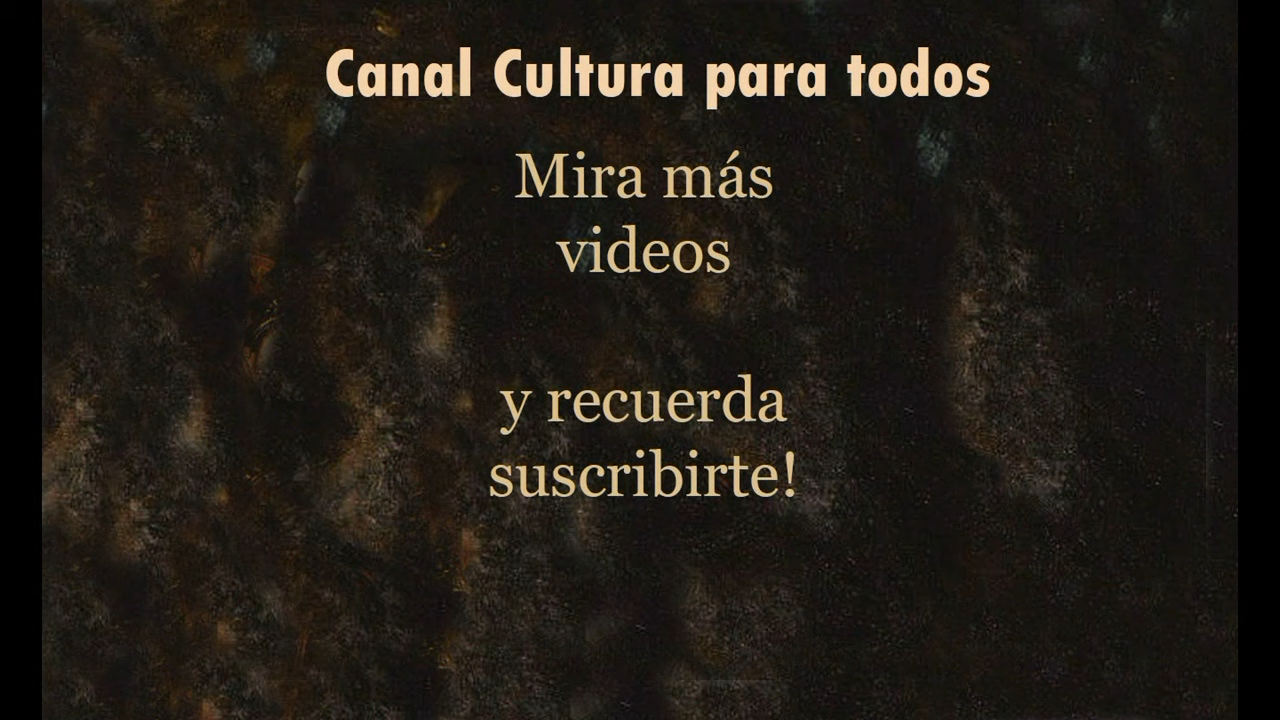 Canal Cultura para todos
Mira más
videos
y recuerda
suscribirte!